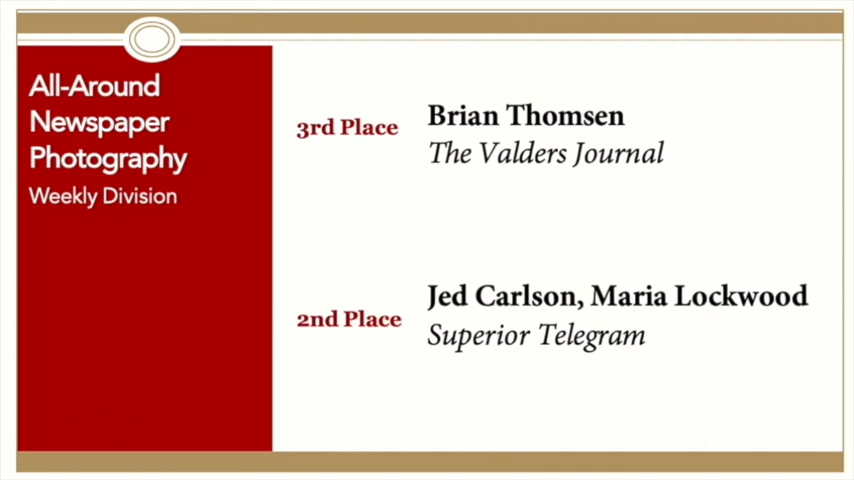 All-Around
Newspaper
Photography
Weekly Division
3rd Place
Brian Thomsen
The Valders Journal
2nd Place
Jed Carlson, Maria Lockwood
Superior Telegram